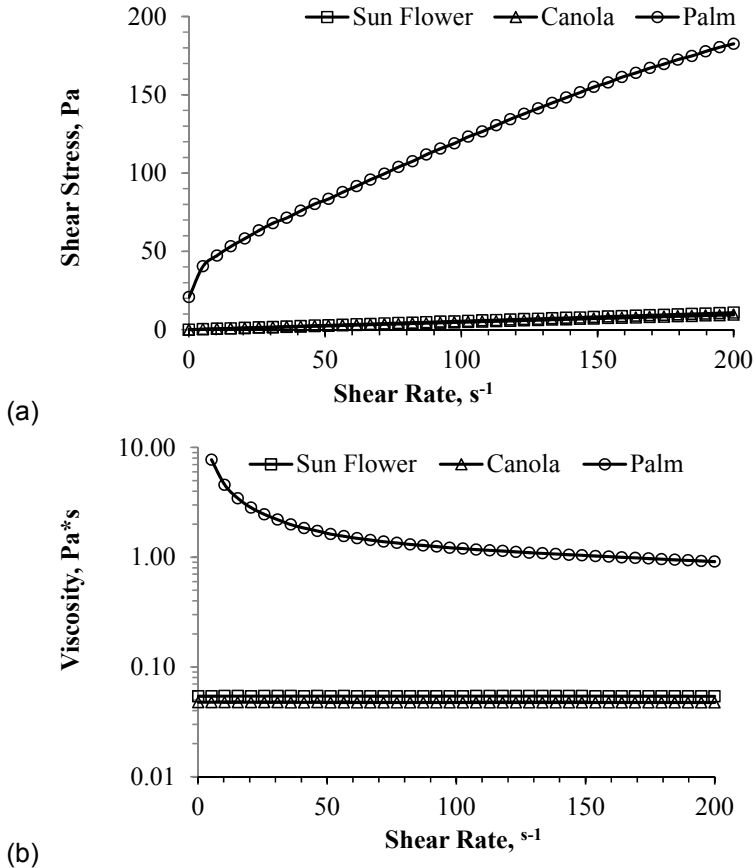 Sun Flower Canola Palm
200
150
100
50
0
Shear Stress, Pa
0 50 100 150 200
Shear Rate, s-1
(a)
10.00
Sun Flower Canola Palm
1.00
0.10
0.01
Viscosity, Pa*s
0 50 100 150 200
Shear Rate, s-1
(b)